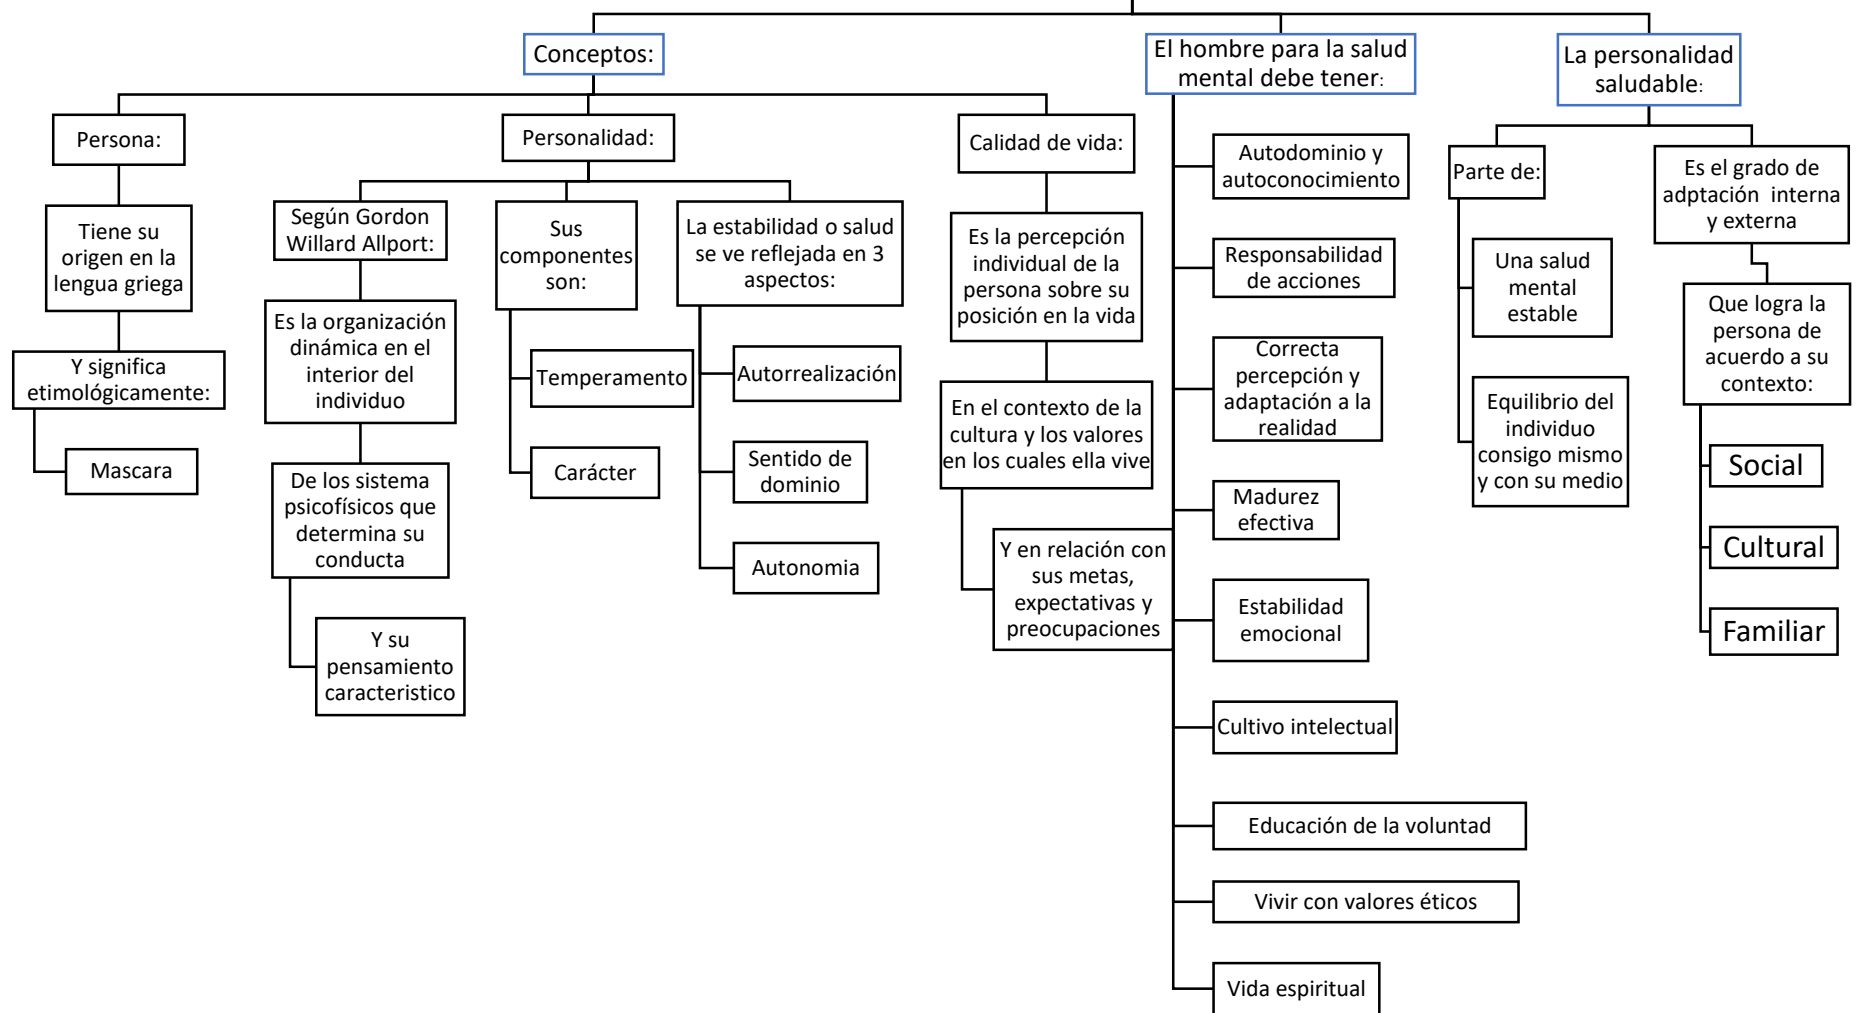 Conceptos:
El hombre para la salud
mental debe tener:
La personalidad
saludable:
Persona:
Tiene su
origen en la
lengua griega
Y significa
etimológicamente:
Mascara
Personalidad:
Según Gordon
Willard Allport:
Es la organización
dinámica en el
interior del
individuo
De los sistema
psicofísicos que
determina su
conducta
Y su
pensamiento
caracteristico
Sus
componentes
son:
Temperamento
Carácter
La estabilidad o salud
se ve reflejada en 3
aspectos:
Autorrealización
Sentido de
dominio
Autonomia
Calidad de vida:
Es la percepción
individual de la
persona sobre su
posición en la vida
En el contexto de la
cultura y los valores
en los cuales ella vive
Y en relación con
sus metas,
expectativas y
preocupaciones
Autodominio y
autoconocimiento
Responsabilidad
de acciones
Correcta
percepción y
adaptación a la
realidad
Madurez
efectiva
Estabilidad
emocional
Cultivo intelectual
Educación de la voluntad
Vivir con valores éticos
Vida espiritual
Parte de:
Una salud
mental
estable
Equilibrio del
individuo
consigo mismo
y con su medio
Es el grado de
adptación interna
y externa
Que logra la
persona de
acuerdo a su
contexto:
Social
Cultural
Familiar